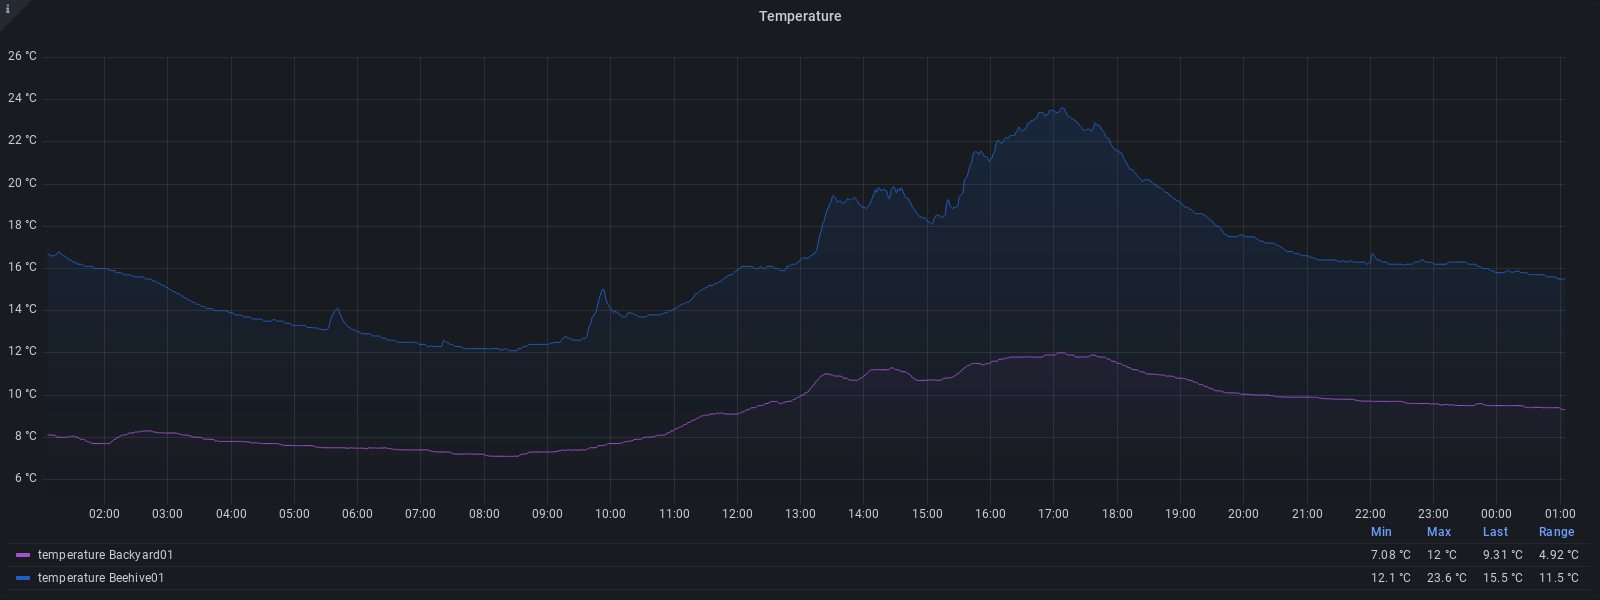 i
Temperature
26 °C
24 °C
22 °C
20 °C
18 °C
16 °C
14 °C
12 °C
10 °C
8 °C
6 °C
02:00 03:00 04:00 05:00 06:00 07:00 08:00 09:00 10:00 11:00 12:00 13:00 14:00 15:00 16:00 17:00 18:00 19:00 20:00 21:00 22:00 23:00 00:00 01:00
Min Max Last Range
temperature Backyard01 7.08 °C 12 °C 9.31 °C 4.92 °C
temperature Beehive01 12.1 °C 23.6 °C 15.5 °C 11.5 °C